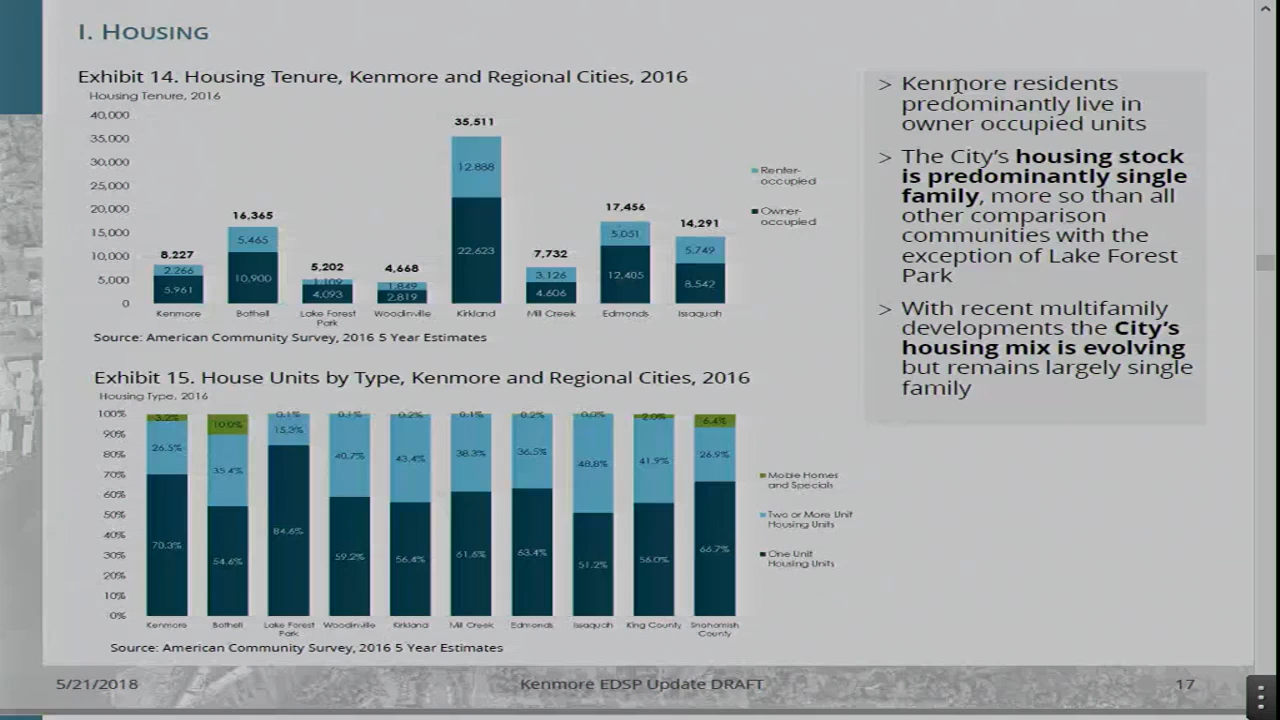 I. HOUSING
Exhibit 14. Housing Tenure, Kenmore and Regional Cities, 2016
Housing Tenure, 2016
40,000
35,000
30,000
25,000
20,000
15,000
10,000
5,000
0
8,227
2,266
5,961
16,365
5,465
10,900
5,202
1,109
4,093
4,668
1,849
2,819
35,511
12,888
22,623
7,732
3,126
4,606
17,456
5,051
12,405
14,291
5,749
8,542
Kenmore
Bothell
Lake Forest
Park
Woodinville
Kirkland
Mill Creek
Edmonds
Issaquah
Renter-
occupied
Owner-
occupied
Source: American Community Survey, 2016 5 Year Estimates
Exhibit 15. House Units by Type, Kenmore and Regional Cities, 2016
Housing Type, 2016
100%
90%
80%
70%
60%
50%
40%
30%
20%
10%
0%
3.2%
26.5%
70.3%
10.0%
35.4%
54.6%
0.1%
15.3%
84.6%
0.1%
40.7%
59.2%
0.2%
43.4%
56.4%
0.1%
38.3%
61.6%
0.2%
36.5%
63.4%
0.0%
48.8%
51.2%
2.0%
41.9%
56.0%
6.4%
26.9%
66.7%
Kenmore
Bothell
Lake Forest
Park
Woodinville
Kirkland
Mill Creek
Edmonds
Issaquah
King County
Snohomish
County
Mobile Homes
and Specials
Two or More Unit
Housing Units
One Unit
Housing Units
Source: American Community Survey, 2016 5 Year Estimates
> Kenmore residents
predominantly live in
owner occupied units
> The City's housing stock
is predominantly single
family, more so than all
other comparison
communities with the
exception of Lake Forest
Park
> With recent multifamily
developments the City's
housing mix is evolving
but remains largely single
family
5/21/2018
Kenmore EDSP Update DRAFT
17